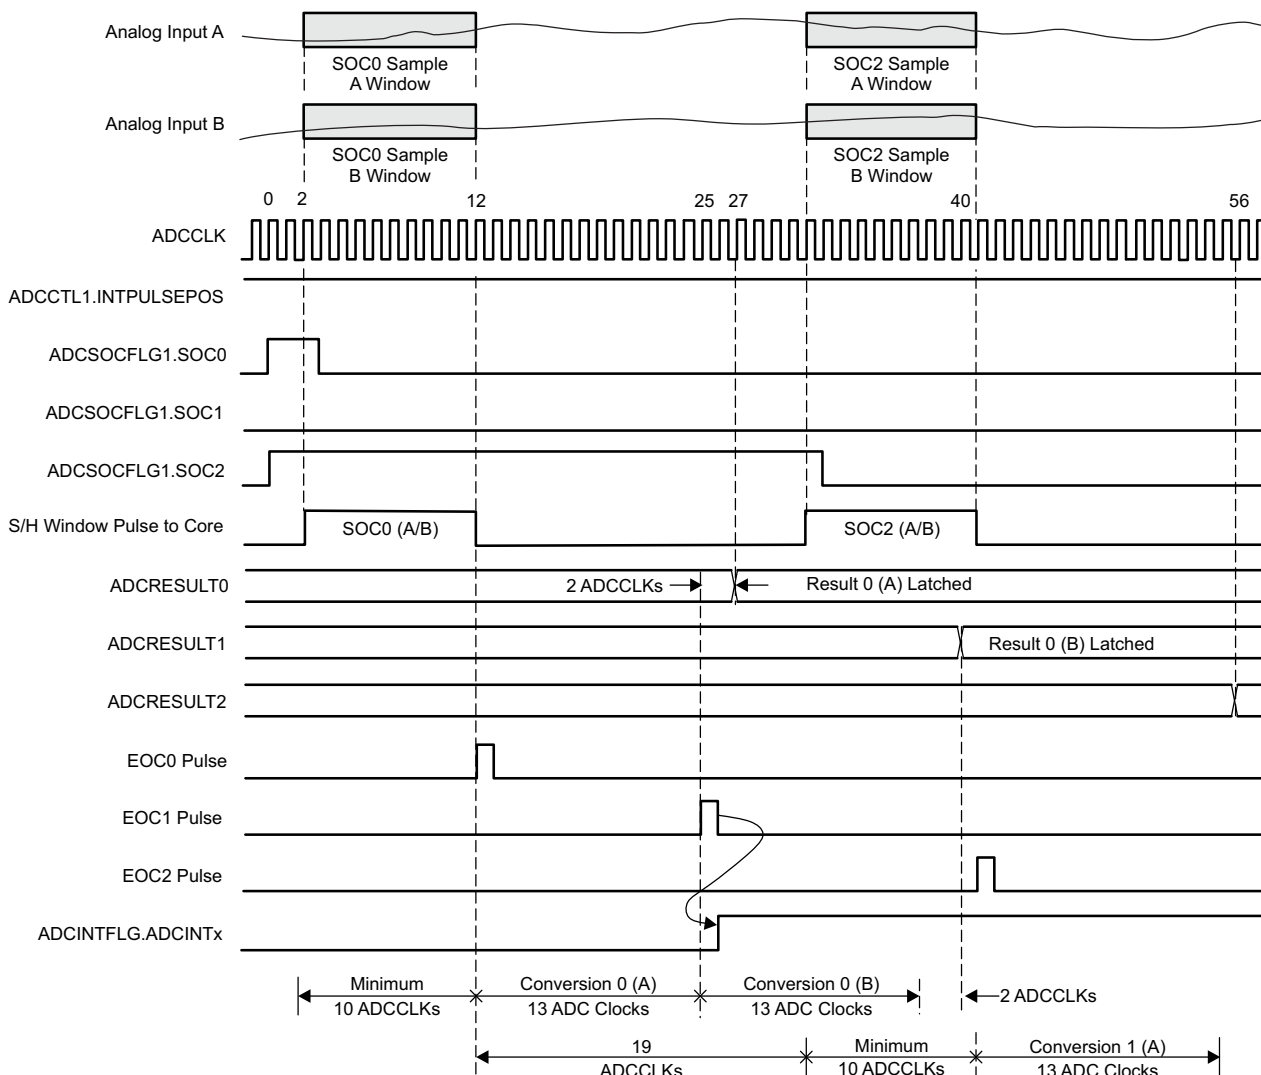 Analog Input A
SOC0 Sample
A Window
SOC2 Sample
A Window
Analog Input B
SOC0 Sample
B Window
SOC2 Sample
B Window
0 2 12 25 27 40 56
ADCCLK
ADCCTL1.INTPULSEPOS
ADCSOCFLG1.SOC0
ADCSOCFLG1.SOC1
ADCSOCFLG1.SOC2
S/H Window Pulse to Core
SOC0 (A/B)
SOC2 (A/B)
ADCRESULT0
2 ADCCLKs
Result 0 (A) Latched
ADCRESULT1
Result 0 (B) Latched
ADCRESULT2
EOC0 Pulse
EOC1 Pulse
EOC2 Pulse
ADCINTFLG.ADCINTx
Minimum
10 ADCCLKs
Conversion 0 (A)
13 ADC Clocks
Conversion 0 (B)
13 ADC Clocks
2 ADCCLKs
19
ADCCLKs
Minimum
10 ADCCLKs
Conversion 1 (A)
13 ADC Clocks